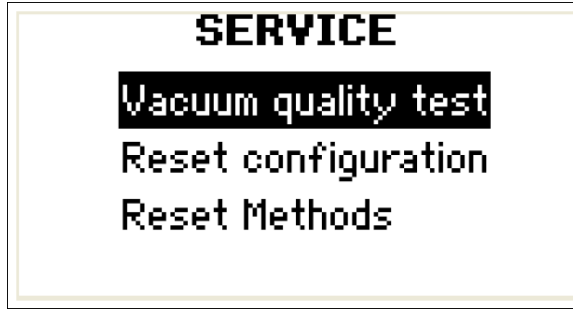 SERVICE
Vacuum quality test
Reset configuration
Reset Methods